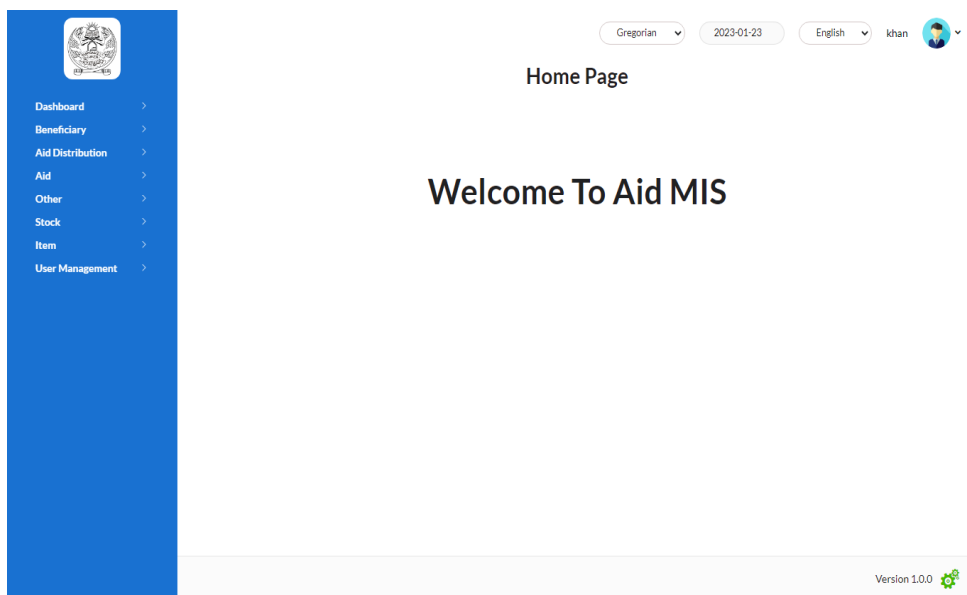 Gregorian
2023-01-23
English
khan
Home Page
Dashboard
Beneficiary
Aid Distribution
Aid
Other
Stock
Item
User Management
Welcome To Aid MIS
Version 1.0.0